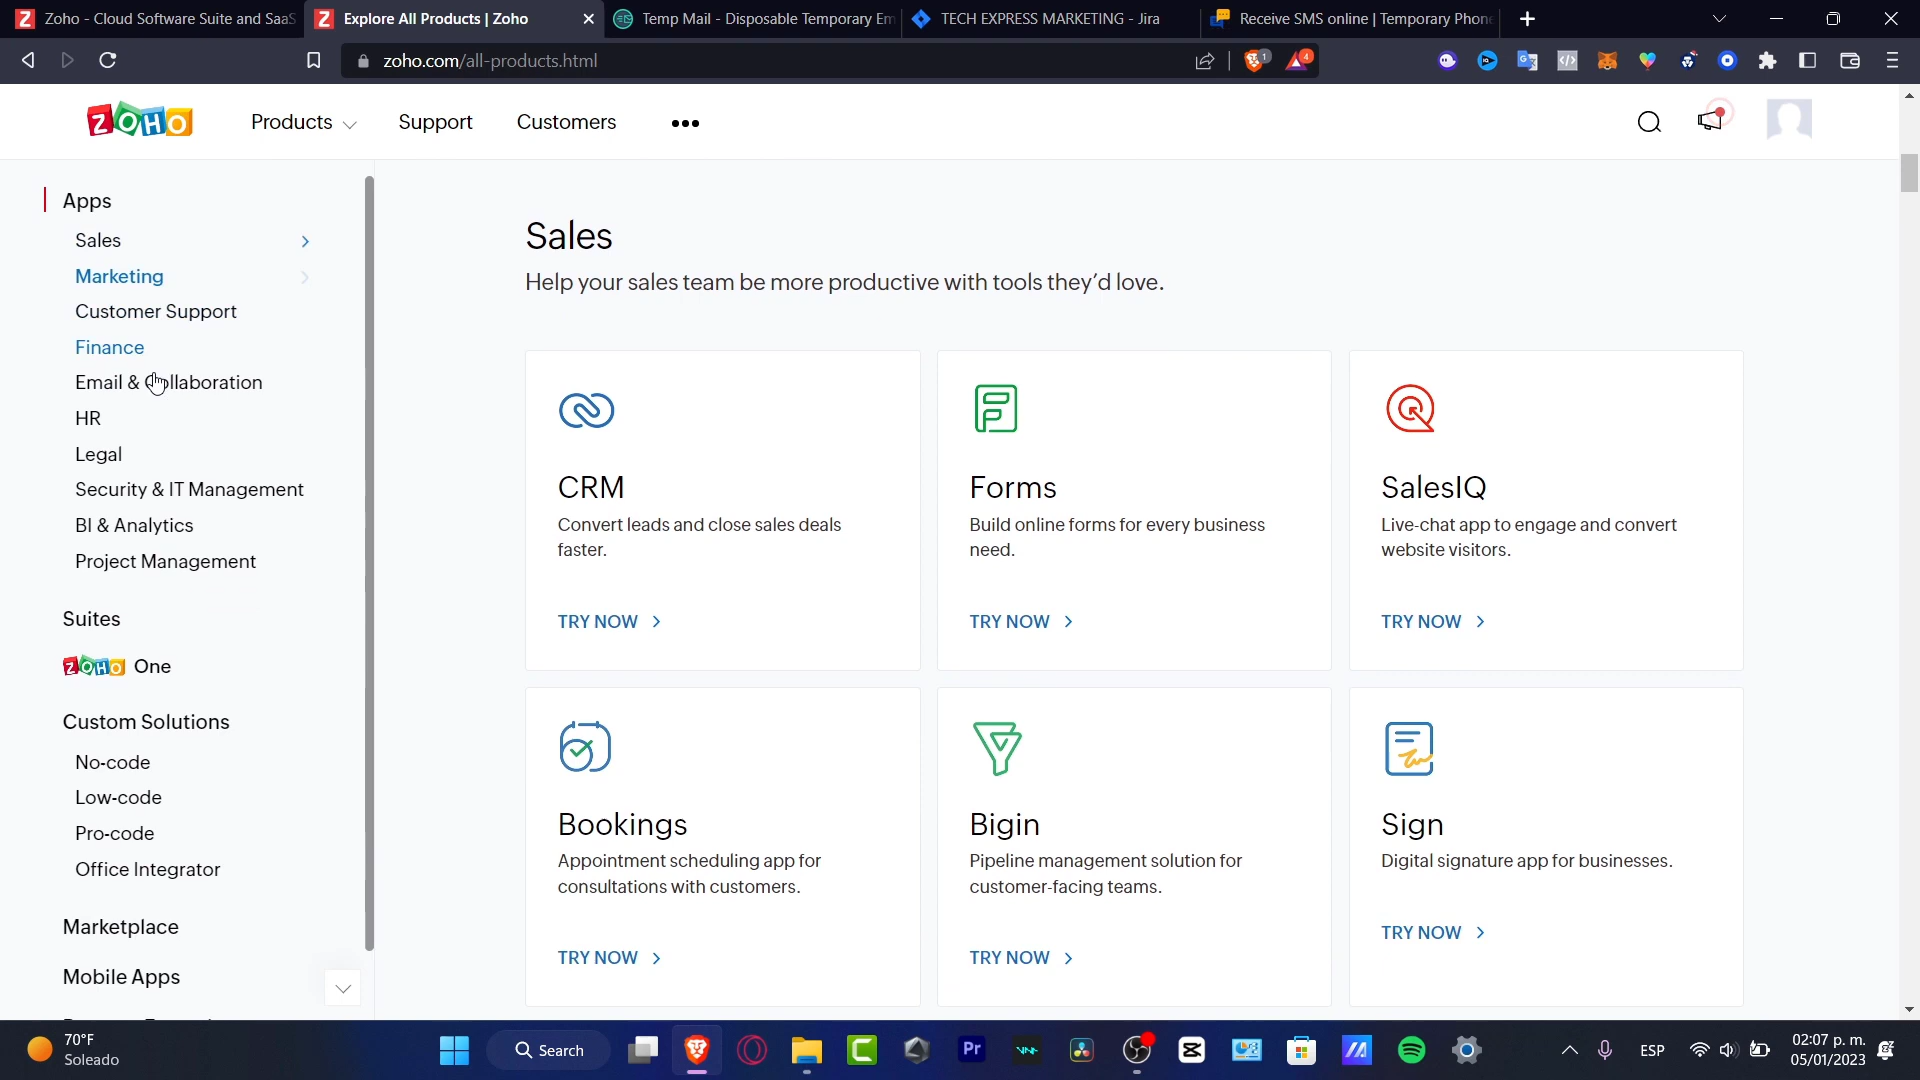 Zoho - Cloud Software Suite and SaaS
Explore All Products | Zoho
Temp Mail - Disposable Temporary Em
TECH EXPRESS MARKETING - Jira
Receive SMS online | Temporary Phone
zoho.com/all-products.html
1
4
ZOHO
Products
Support
Customers
Apps
Sales
Marketing
Customer Support
Finance
Email & Collaboration
HR
Legal
Security & IT Management
BI & Analytics
Project Management
Suites
ZOHO One
Custom Solutions
No-code
Low-code
Pro-code
Office Integrator
Marketplace
Mobile Apps
Sales
Help your sales team be more productive with tools they'd love.
CRM
Convert leads and close sales deals
faster.
TRY NOW
Forms
Build online forms for every business
need.
TRY NOW
SalesIQ
Live-chat app to engage and convert
website visitors.
TRY NOW
Bookings
Appointment scheduling app for
consultations with customers.
TRY NOW
Bigin
Pipeline management solution for
customer-facing teams.
TRY NOW
Sign
Digital signature app for businesses.
TRY NOW
70°F
Soleado
Search
Pr
ESP
02:07 p. m.
05/01/2023